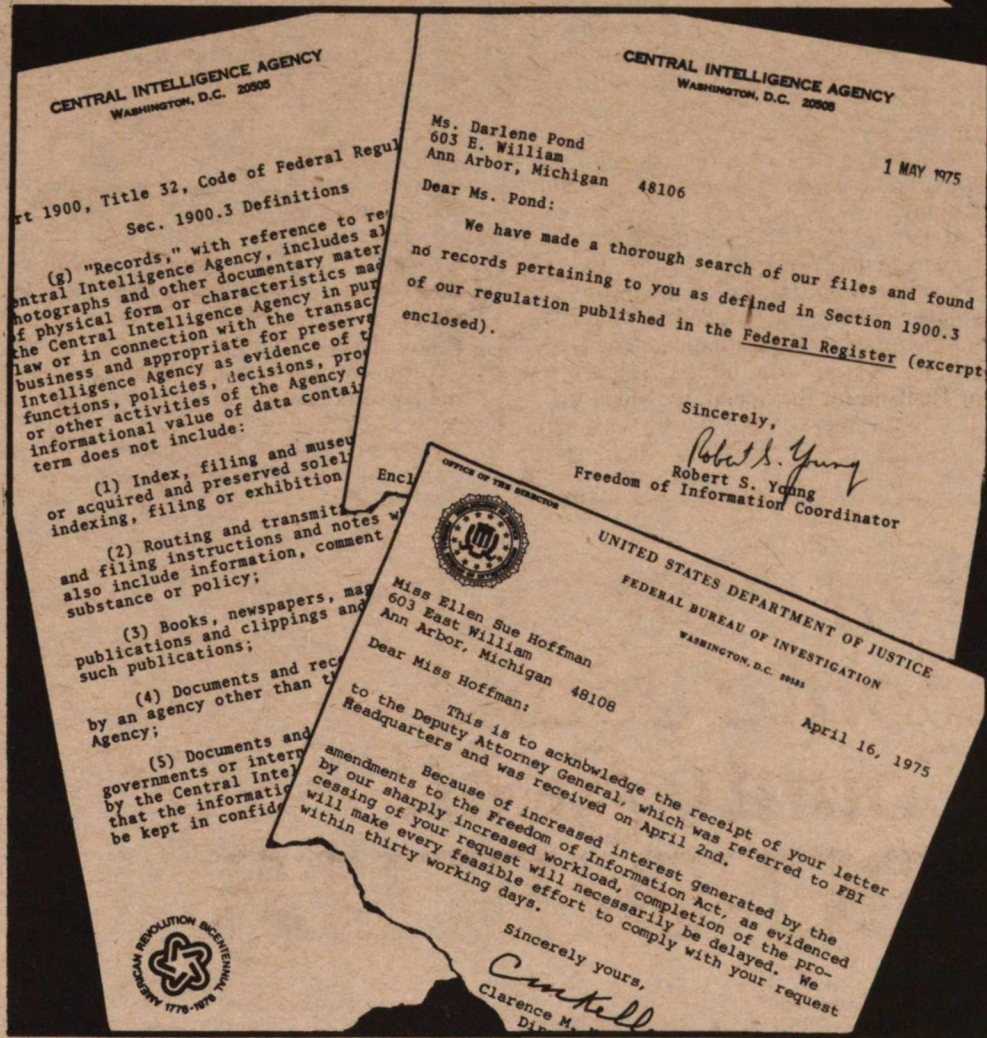 CENTRAL INTELLIGENCE AGENCY
WASHINGTON, D.C. 20505
rt 1900, Title 32, Code of Federal Regul
Sec. 1900.3 Definitions
(g) "Records," with reference to re
entral Intelligence Agency, includes al
hotographs and other documentary mater
f physical form or characteristics mad
the Central Intelligence Agency in pur
law or in connection with the transac
business and appropriate for preserva
Intelligence Agency as evidence of t
functions, policies, decisions, pro
or other activities of the Agency o
informational value of data contai
term does not include:
(1) Index, filing and museu
or acquired and preserved solel
indexing, filing or exhibition
(2) Routing and transmit
and filing instructions and notes w
also include information, comment
substance or policy;
(3) Books, newspapers, mag
publications and clippings and
such publications;
(4) Documents and rec
by an agency other than t
Agency;
(5) Documents and
governments or intern
by the Central Intel
that the informatio
be kept in confide
AMERICAN REVOLUTION BICENTENNIAL
1776-1976
CENTRAL INTELLIGENCE AGENCY
WASHINGTON, D.C. 20505
1 MAY 1975
Ms. Darlene Pond
603 E. William
Ann Arbor, Michigan 48106
Dear Ms. Pond:
We have made a thorough search of our files and found
no records pertaining to you as defined in Section 1900.3
of our regulation published in the Federal Register (excerpt
enclosed).
Sincerely,
Robert S. Young
Robert S. Young
Freedom of Information Coordinator
Encl
OFFICE OF THE DIRECTOR
UNITED STATES DEPARTMENT OF JUSTICE
FEDERAL BUREAU OF INVESTIGATION
WASHINGTON, D.C. 20535
April 16, 1975
Miss Ellen Sue Hoffman
603 East William
Ann Arbor, Michigan 48108
Dear Miss Hoffman:
This is to acknowledge the receipt of your letter
to the Deputy Attorney General, which was referred to FBI
Headquarters and was received on April 2nd.
Because of increased interest generated by the
amendments to the Freedom of Information Act, as evidenced
by our sharply increased workload, completion of the pro-
cessing of your request will necessarily be delayed. We
will make every feasible effort to comply with your request
within thirty working days.
Sincerely yours,
Clarence M.
Dir